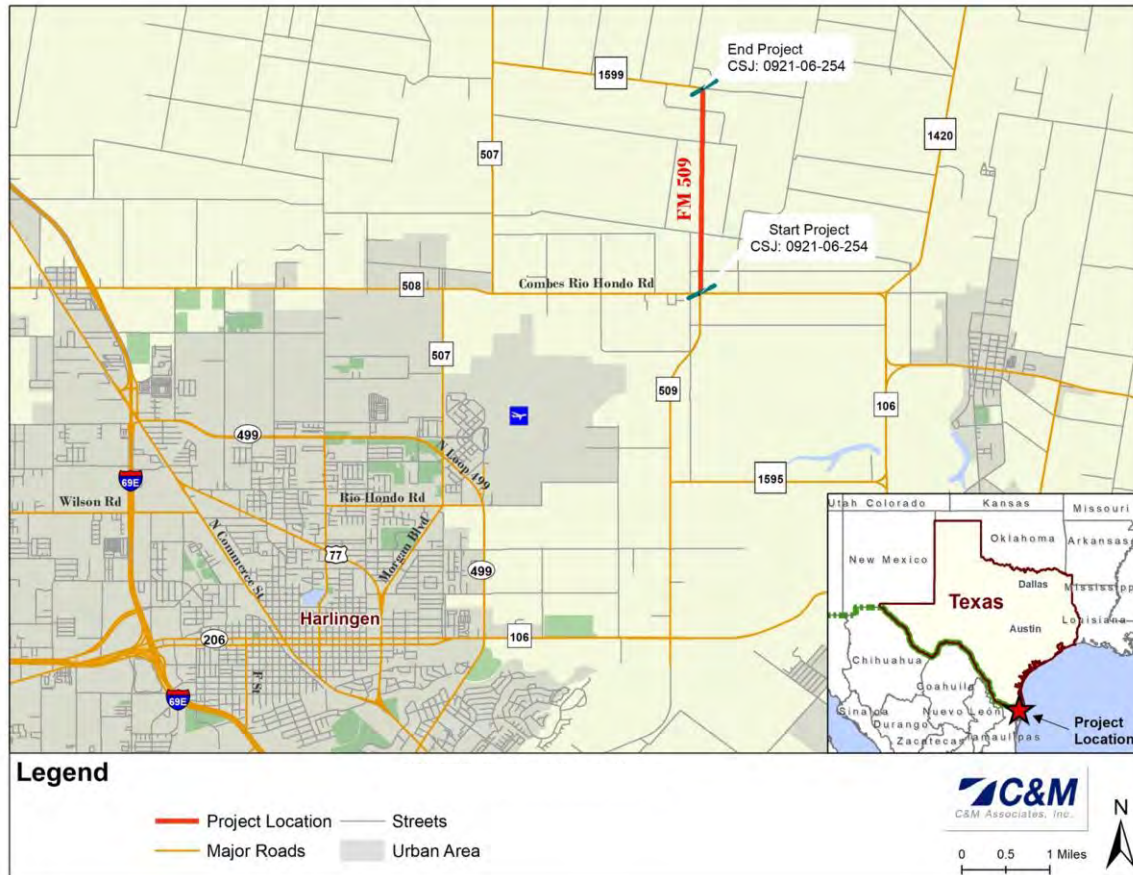 End Project
CSJ: 0921-06-254
1599
1420
507
FM 509
Start Project
CSJ: 0921-06-254
508
Combes Rio Hondo Rd
507
509
106
499
N Loop 499
69E
Wilson Rd
Rio Hondo Rd
1595
N Commerce St
77
Morgan Blvd
499
Harlingen
206
106
F St
69E
Utah
Colorado
Kansas
Missouri
New Mexico
Oklahoma
Arkansas
Dallas
Mississipp
Texas
Louisiana
Austin
Chihuahua
Coahuila
Sinaloa
Nuevo León
Durango
Tamaulipas
Zacatecas
Project
Location
Legend
Project Location
Streets
Major Roads
Urban Area
C&M
C&M Associates, Inc.
N
0 0.5 1 Miles